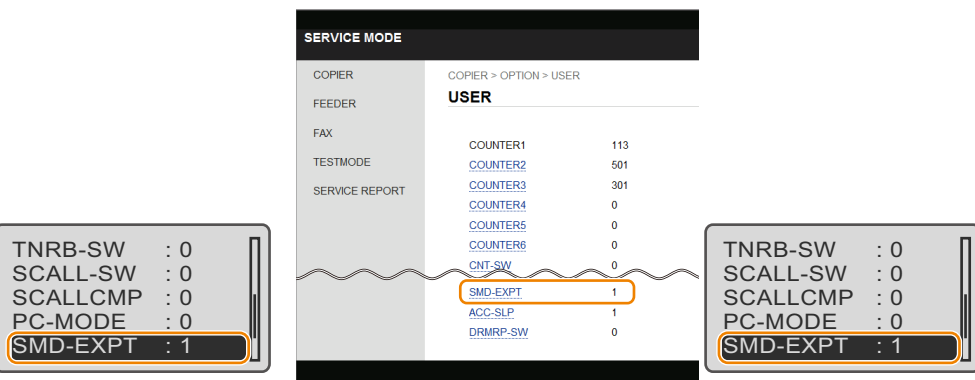 SERVICE MODE
COPIER
FEEDER
FAX
TESTMODE
SERVICE REPORT
COPIER > OPTION > USER
USER
COUNTER1 113
COUNTER2 501
COUNTER3 301
COUNTER4 0
COUNTER5 0
COUNTER6 0
CNT-SW 0
SMD-EXPT 1
ACC-SLP 1
DRMRP-SW 0
TNRB-SW : 0
SCALL-SW : 0
SCALLCMP : 0
PC-MODE : 0
SMD-EXPT : 1
TNRB-SW : 0
SCALL-SW : 0
SCALLCMP : 0
PC-MODE : 0
SMD-EXPT : 1